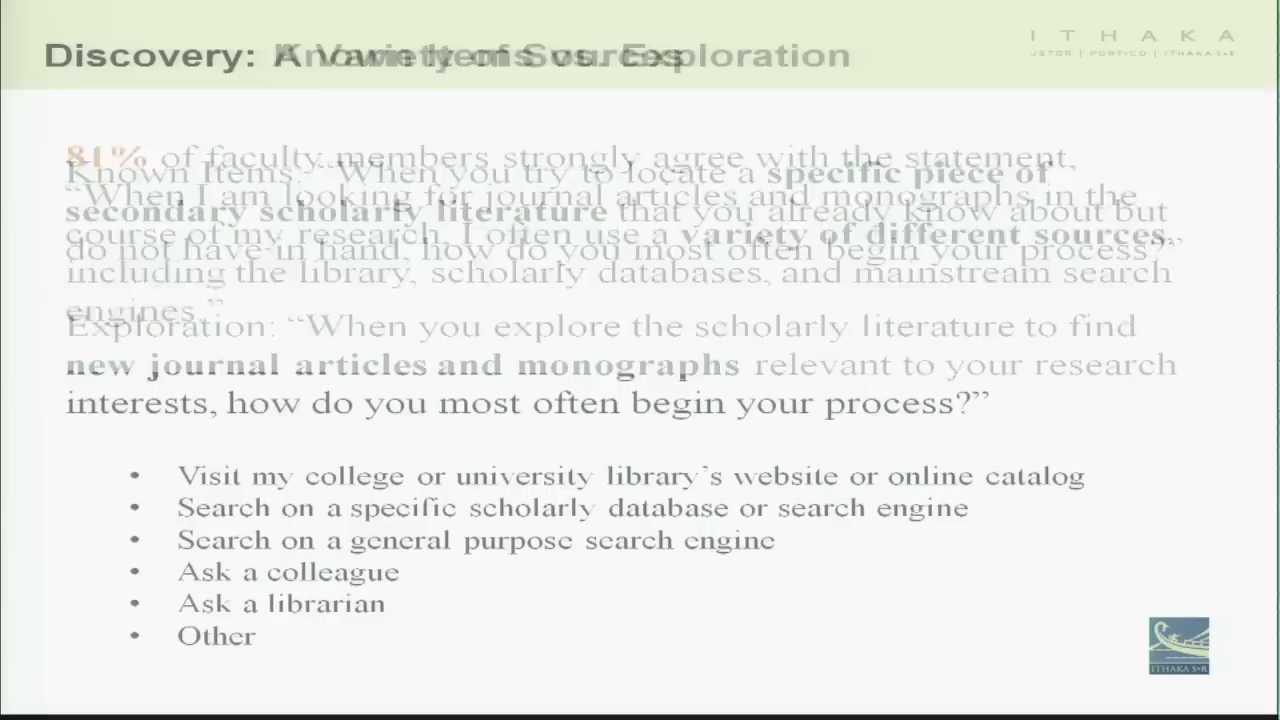 Discovery: A Variety of Sources
Discovery: Known Items vs. Exploration
ITHAKA
JSTOR | PORTICO | ITHAKA S+R
81% of faculty members strongly agree with the statement,
“When I am looking for journal articles and monographs in the
course of my research, I often use a variety of different sources,
including the library, scholarly databases, and mainstream search
engines.”
Known Items: “When you try to locate a specific piece of
secondary scholarly literature that you already know about but
do not have in hand, how do you most often begin your process?”
Exploration: “When you explore the scholarly literature to find
new journal articles and monographs relevant to your research
interests, how do you most often begin your process?”
• Visit my college or university library’s website or online catalog
• Search on a specific scholarly database or search engine
• Search on a general purpose search engine
• Ask a colleague
• Ask a librarian
• Other
ITHAKA S+R